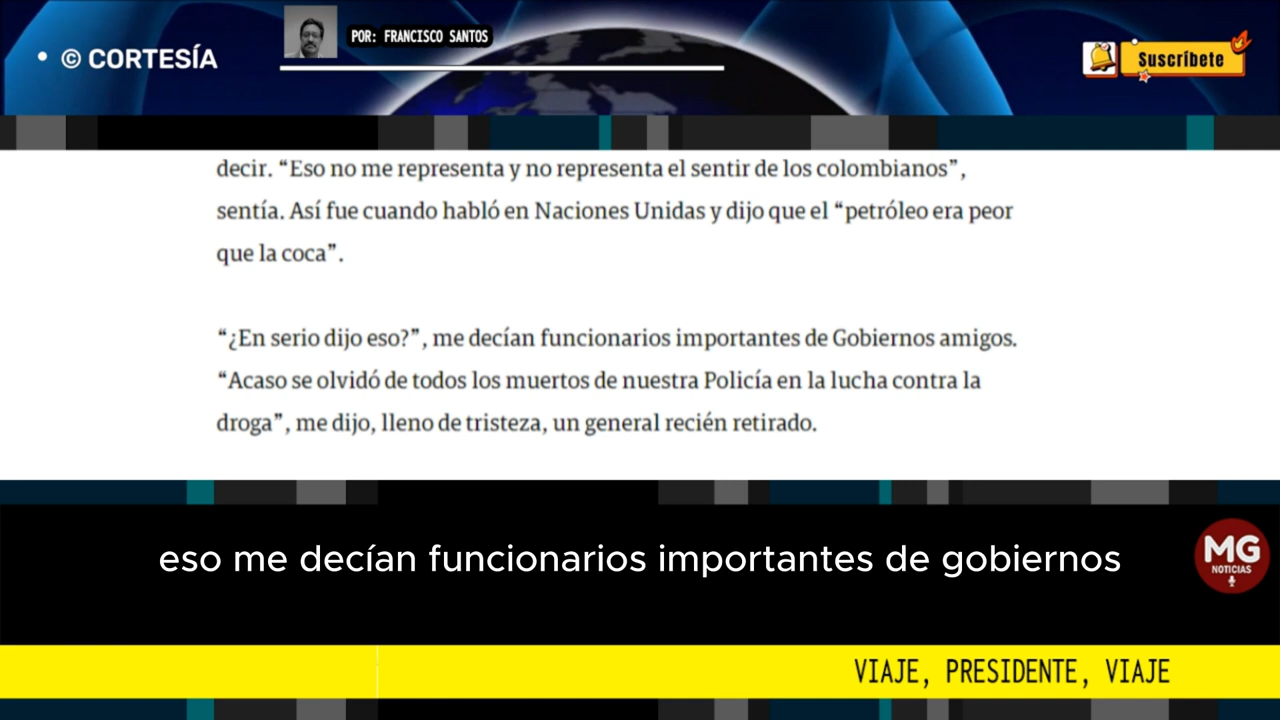 • © CORTESÍA
POR: FRANCISCO SANTOS
Suscríbete
decir. “Eso no me representa y no representa el sentir de los colombianos”,
sentía. Así fue cuando habló en Naciones Unidas y dijo que el “petróleo era peor
que la coca”.
“¿En serio dijo eso?”, me decían funcionarios importantes de Gobiernos amigos.
“Acaso se olvidó de todos los muertos de nuestra Policía en la lucha contra la
droga”, me dijo, lleno de tristeza, un general recién retirado.
eso me decían funcionarios importantes de gobiernos
MG
NOTICIAS
VIAJE, PRESIDENTE, VIAJE